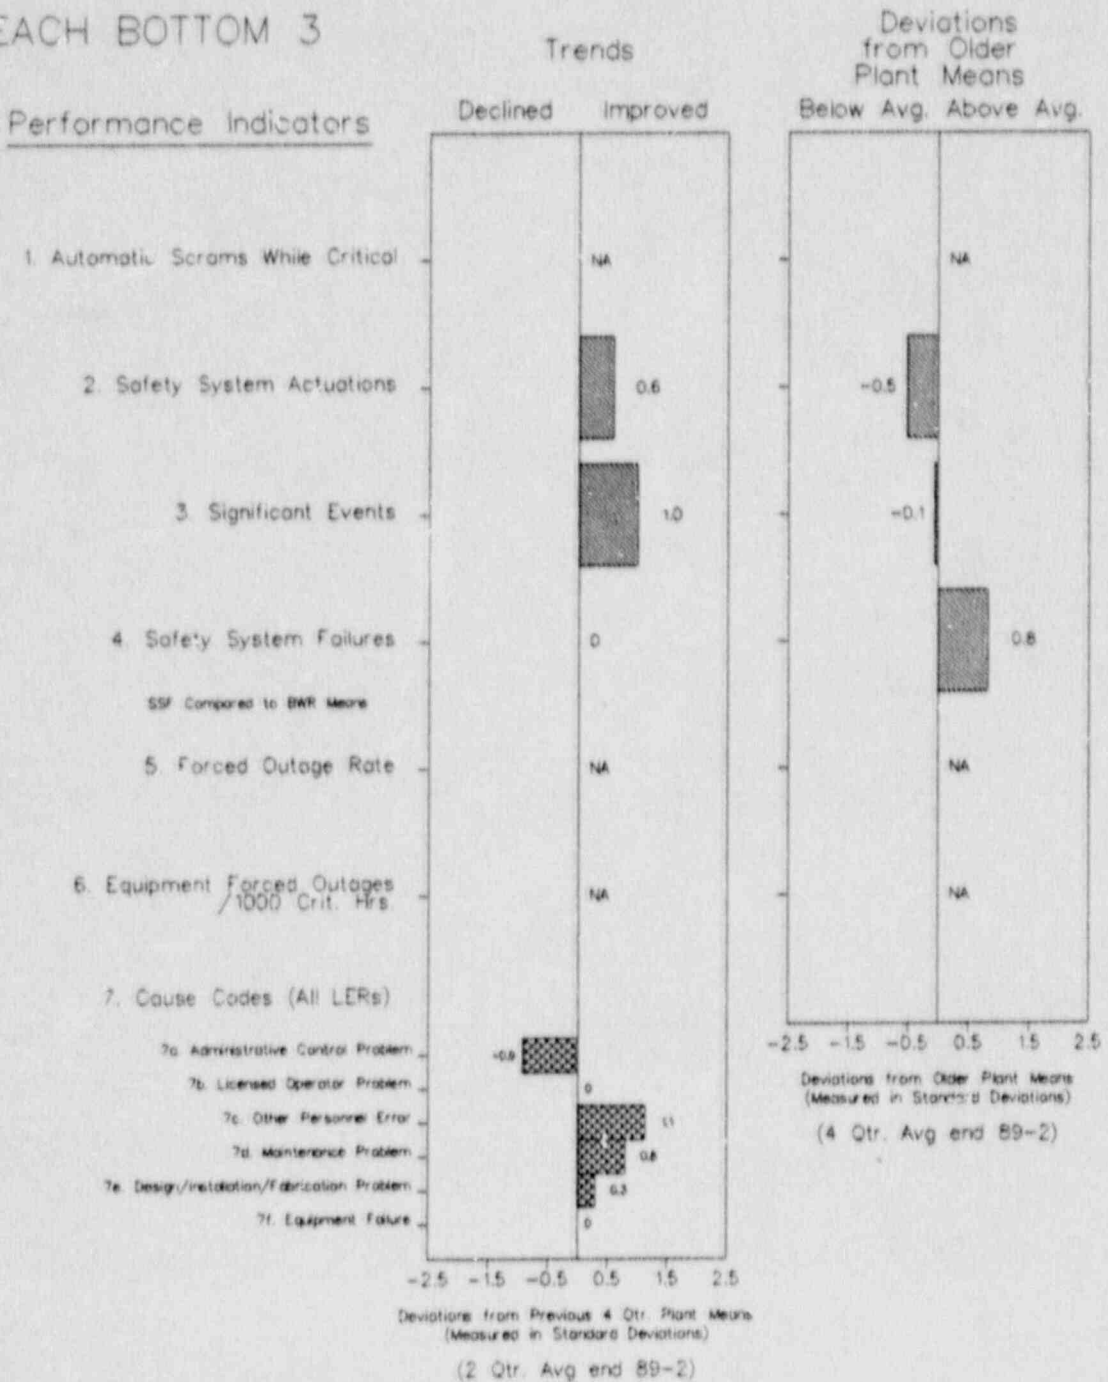 EACH BOTTOM 3
Performance Indicators
Trends
Declined Improved
Deviations
from Older
Plant Means
Below Avg. Above Avg.
1. Automatic Scrams While Critical
NA
NA
2. Safety System Actuations
0.6
-0.5
3. Significant Events
1.0
-0.1
4. Safety System Failures
0
0.8
SSF Compared to BWR Means
5. Forced Outage Rate
NA
NA
6. Equipment Forced Outages
/1000 Crit. Hrs.
NA
NA
7. Cause Codes (All LERs)
7a. Administrative Control Problem
-0.9
7b. Licensed Operator Problem
0
7c. Other Personnel Error
1.1
7d. Maintenance Problem
0.8
7e. Design/Installation/Fabrication Problem
0.3
7f. Equipment Failure
0
-2.5 -1.5 -0.5 0.5 1.5 2.5
Deviations from Previous 4 Qtr. Plant Means
(Measured in Standard Deviations)
(2 Qtr. Avg end 89-2)
-2.5 -1.5 -0.5 0.5 1.5 2.5
Deviations from Older Plant Means
(Measured in Standard Deviations)
(4 Qtr. Avg end 89-2)